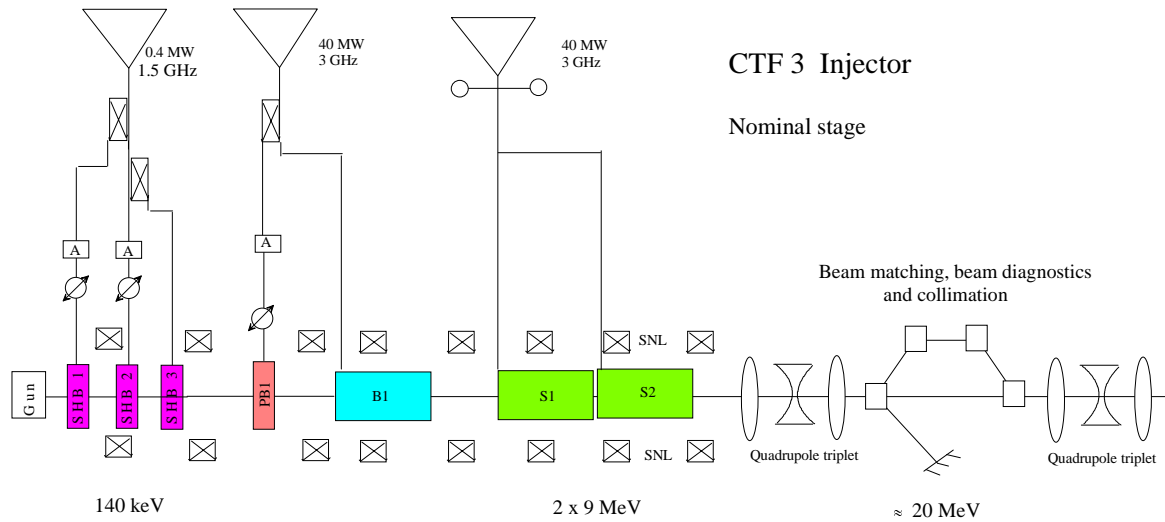 0.4 MW
1.5 GHz
40 MW
3 GHz
40 MW
3 GHz
CTF 3 Injector
Nominal stage
A
A
A
Beam matching, beam diagnostics
and collimation
SNL
Gun
SHB 1
SHB 2
SHB 3
PB1
B1
S1
S2
SNL
Quadrupole triplet
Quadrupole triplet
140 keV
2 x 9 MeV
≈ 20 MeV